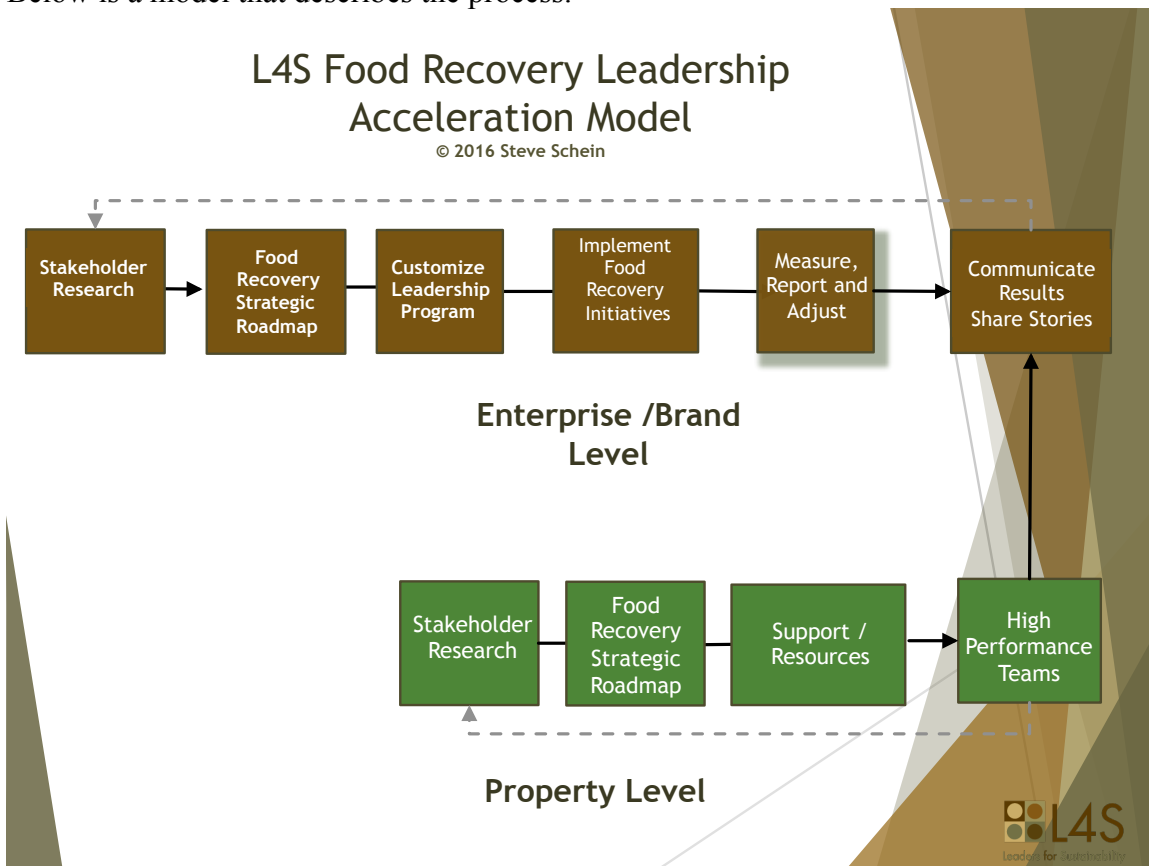 Below is a model that describes the process:
L4S Food Recovery Leadership
Acceleration Model
© 2016 Steve Schein
Stakeholder
Research
Food
Recovery
Strategic
Roadmap
Customize
Leadership
Program
Implement
Food
Recovery
Initiatives
Measure,
Report and
Adjust
Communicate
Results
Share Stories
Enterprise /Brand
Level
Stakeholder
Research
Food
Recovery
Strategic
Roadmap
Support /
Resources
High
Performance
Teams
Property Level
L4S
Leaders for Sustainability